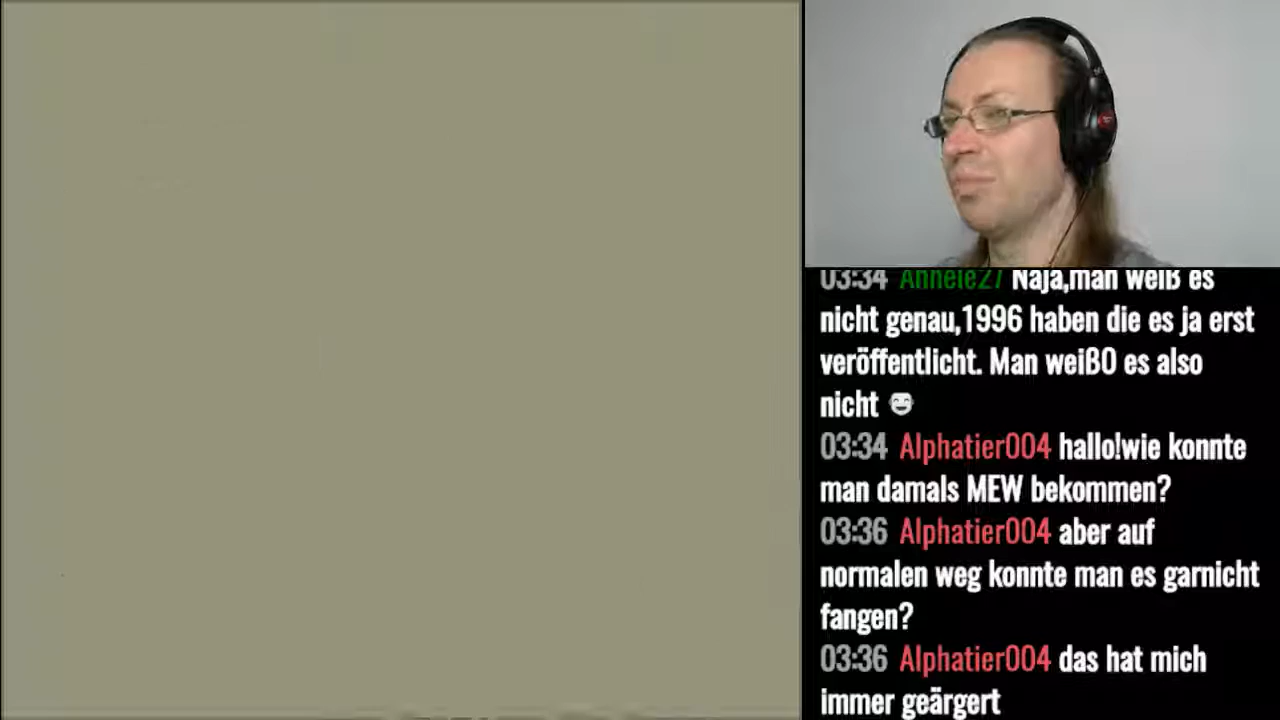 03:34 Annele27 Naja,man weiß es
nicht genau,1996 haben die es ja erst
veröffentlicht. Man weiß0 es also
nicht
03:34 Alphatier004 hallo!wie konnte
man damals MEW bekommen?
03:36 Alphatier004 aber auf
normalen weg konnte man es garnicht
fangen?
03:36 Alphatier004 das hat mich
immer geärgert